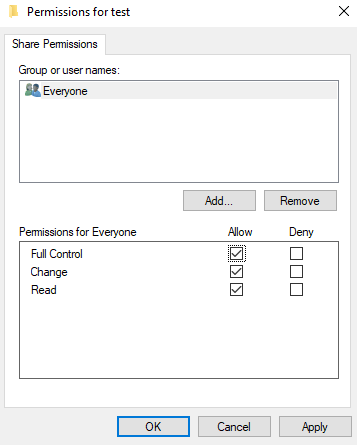 Permissions for test
Share Permissions
Group or user names:
Everyone
Add... Remove
Permissions for Everyone Allow Deny
Full Control
Change
Read
OK Cancel Apply